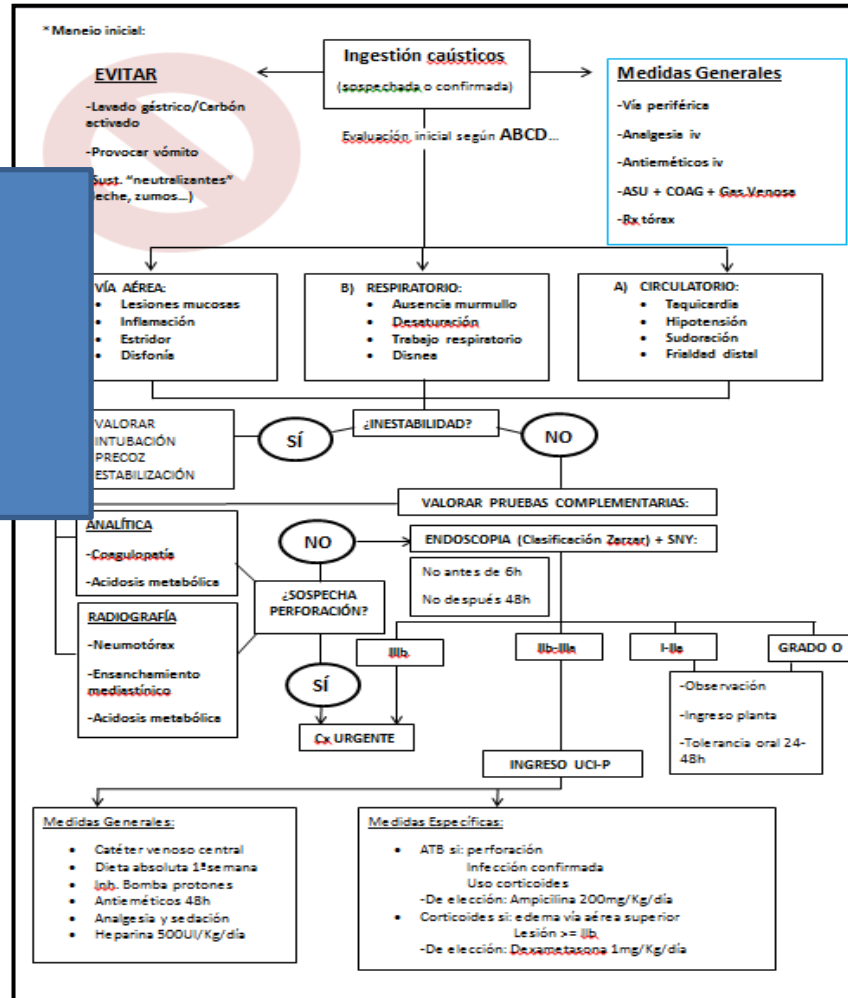 *Manejo inicial:
Ingestión caústicos
(sospechada o confirmada)
EVITAR
-Lavado gástrico/Carbón
activado
-Provocar vómito
Sust. “neutralizantes”
leche, zumos...)
Medidas Generales
-Vía periférica
-Analgesia iv
-Antieméticos iv
-ASU + COAG + Gas Venosa
-Rx tórax
Evaluación inicial según ABCD...
VÍA AÉREA:
• Lesiones mucosas
• Inflamación
• Estridor
• Disfonía
B) RESPIRATORIO:
• Ausencia murmullo
• Desaturación
• Trabajo respiratorio
• Disnea
A) CIRCULATORIO:
• Taquicardia
• Hipotensión
• Sudoración
• Frialdad distal
¿INESTABILIDAD?
SÍ
NO
VALORAR
INTUBACIÓN
PRECOZ
ESTABILIZACIÓN
VALORAR PRUEBAS COMPLEMENTARIAS:
ANALÍTICA
-Coagulopatía
-Acidosis metabólica
RADIOGRAFÍA
-Neumotórax
-Ensanchamiento
mediastínico
-Acidosis metabólica
NO
¿SOSPECHA
PERFORACIÓN?
SÍ
Cx URGENTE
ENDOSCOPIA (Clasificación Zarzar) + SNY:
No antes de 6h
No después 48h
IIIb
IIb-IIIa
I-IIa
GRADO O
-Observación
-Ingreso planta
-Tolerancia oral 24-
48h
INGRESO UCI-P
Medidas Generales:
• Catéter venoso central
• Dieta absoluta 1ªsemana
• Inh. Bomba protones
• Antieméticos 48h
• Analgesia y sedación
• Heparina 500UI/Kg/día
Medidas Específicas:
• ATB si: perforación
Infección confirmada
Uso corticoides
-De elección: Ampicilina 200mg/Kg/día
• Corticoides si: edema vía aérea superior
Lesión >= IIb
-De elección: Dexametasona 1mg/Kg/día